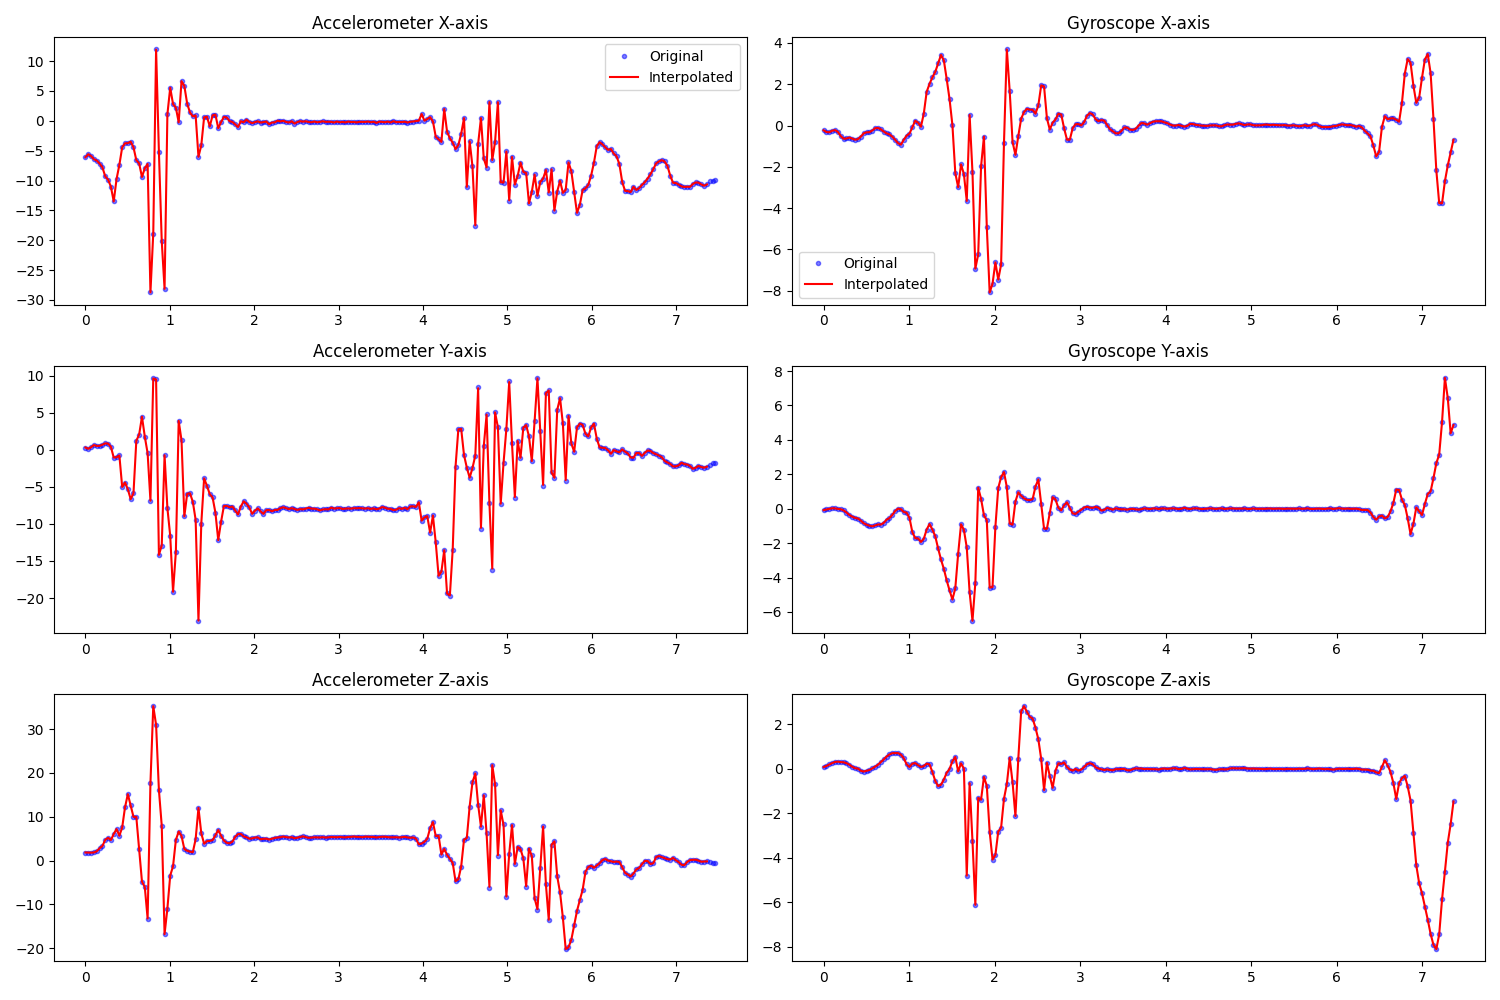 Accelerometer X-axis
10
5
0
−5
−10
−15
−20
−25
−30
0 1 2 3 4 5 6 7
Original
Interpolated
Gyroscope X-axis
4
2
0
−2
−4
−6
−8
0 1 2 3 4 5 6 7
Original
Interpolated
Accelerometer Y-axis
10
5
0
−5
−10
−15
−20
0 1 2 3 4 5 6 7
Gyroscope Y-axis
8
6
4
2
0
−2
−4
−6
0 1 2 3 4 5 6 7
Accelerometer Z-axis
30
20
10
0
−10
−20
0 1 2 3 4 5 6 7
Gyroscope Z-axis
2
0
−2
−4
−6
−8
0 1 2 3 4 5 6 7